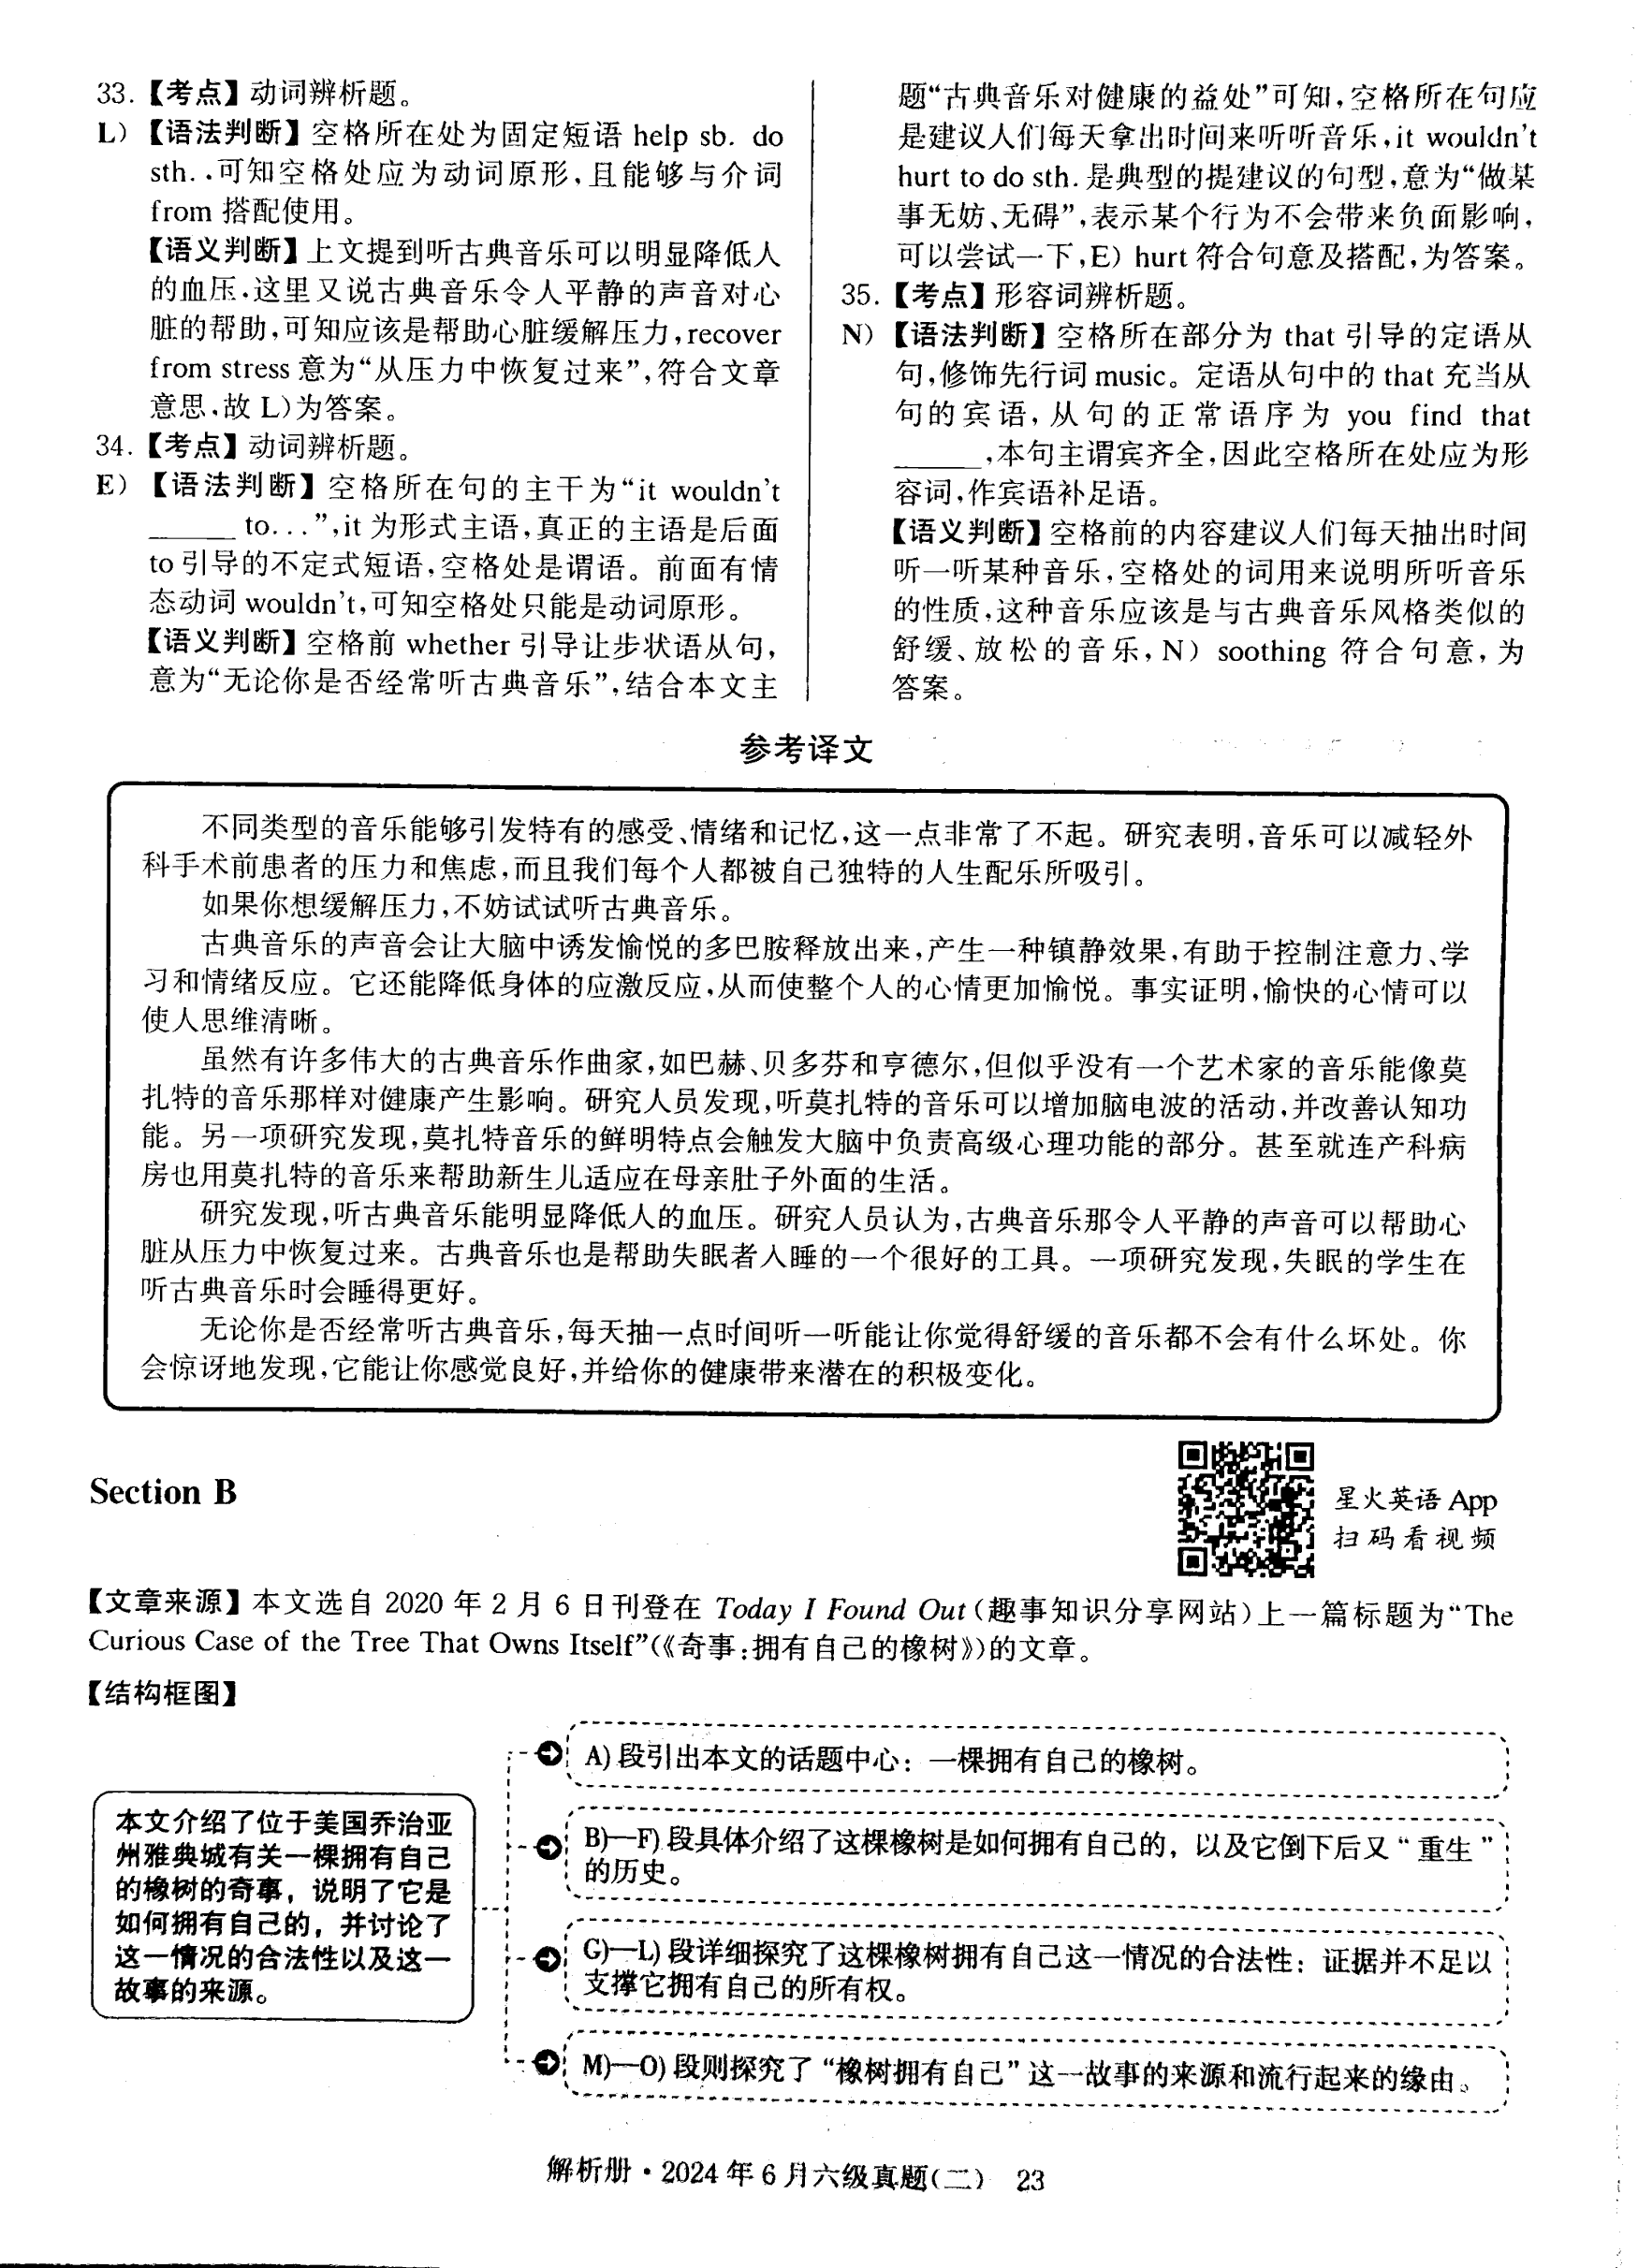 33.【考点】动词辨析题。
L）【语法判断】空格所在处为固定短语 help sb. do
sth.,可知空格处应为动词原形,且能够与介词
from 搭配使用。
【语义判断】上文提到听古典音乐可以明显降低人
的血压,这里又说古典音乐令人平静的声音对心
脏的帮助,可知应该是帮助心脏缓解压力,recover
from stress 意为“从压力中恢复过来”,符合文章
意思,故 L)为答案。
34.【考点】动词辨析题。
E）【语法判断】空格所在句的主干为“it wouldn't
______ to...”,it 为形式主语,真正的主语是后面
to 引导的不定式短语,空格处是谓语。前面有情
态动词 wouldn't,可知空格处只能是动词原形。
【语义判断】空格前 whether 引导让步状语从句,
意为“无论你是否经常听古典音乐”,结合本文主
题“古典音乐对健康的益处”可知,空格所在句应
是建议人们每天拿出时间来听听音乐,it wouldn't
hurt to do sth. 是典型的提建议的句型,意为“做某
事无妨、无碍”,表示某个行为不会带来负面影响,
可以尝试一下,E）hurt 符合句意及搭配,为答案。
35.【考点】形容词辨析题。
N）【语法判断】空格所在部分为 that 引导的定语从
句,修饰先行词 music。定语从句中的 that 充当从
句的宾语,从句的正常语序为 you find that
______,本句主谓宾齐全,因此空格所在处应为形
容词,作宾语补足语。
【语义判断】空格前的内容建议人们每天抽出时间
听一听某种音乐,空格处的词用来说明所听音乐
的性质,这种音乐应该是与古典音乐风格类似的
舒缓、放松的音乐,N）soothing 符合句意,为
答案。
参考译文
不同类型的音乐能够引发特有的感受、情绪和记忆,这一点非常了不起。研究表明,音乐可以减轻外
科手术前患者的压力和焦虑,而且我们每个人都被自己独特的人生配乐所吸引。
如果你想缓解压力,不妨试试听古典音乐。
古典音乐的声音会让大脑中诱发愉悦的多巴胺释放出来,产生一种镇静效果,有助于控制注意力、学
习和情绪反应。它还能降低身体的应激反应,从而使整个人的心情更加愉悦。事实证明,愉快的心情可以
使人思维清晰。
虽然有许多伟大的古典音乐作曲家,如巴赫、贝多芬和亨德尔,但似乎没有一个艺术家的音乐能像莫
扎特的音乐那样对健康产生影响。研究人员发现,听莫扎特的音乐可以增加脑电波的活动,并改善认知功
能。另一项研究发现,莫扎特音乐的鲜明特点会触发大脑中负责高级心理功能的部分。甚至就连产科病
房也用莫扎特的音乐来帮助新生儿适应在母亲肚子外面的生活。
研究发现,听古典音乐能明显降低人的血压。研究人员认为,古典音乐那令人平静的声音可以帮助心
脏从压力中恢复过来。古典音乐也是帮助失眠者入睡的一个很好的工具。一项研究发现,失眠的学生在
听古典音乐时会睡得更好。
无论你是否经常听古典音乐,每天抽一点时间听一听能让你觉得舒缓的音乐都不会有什么坏处。你
会惊讶地发现,它能让你感觉良好,并给你的健康带来潜在的积极变化。
Section B
星火英语 App
扫码看视频
【文章来源】本文选自 2020 年 2 月 6 日刊登在 Today I Found Out(趣事知识分享网站)上一篇标题为“The
Curious Case of the Tree That Owns Itself”(《奇事:拥有自己的橡树》)的文章。
【结构框图】
本文介绍了位于美国乔治亚
州雅典城有关一棵拥有自己
的橡树的奇事，说明了它是
如何拥有自己的，并讨论了
这一情况的合法性以及这一
故事的来源。
A)段引出本文的话题中心：一棵拥有自己的橡树。
B)—F)段具体介绍了这棵橡树是如何拥有自己的，以及它倒下后又“重生”
的历史。
G)—L)段详细探究了这棵橡树拥有自己这一情况的合法性：证据并不足以
支撑它拥有自己的所有权。
M)—O)段则探究了“橡树拥有自己”这一故事的来源和流行起来的缘由。
解析册·2024 年 6 月六级真题(二) 23